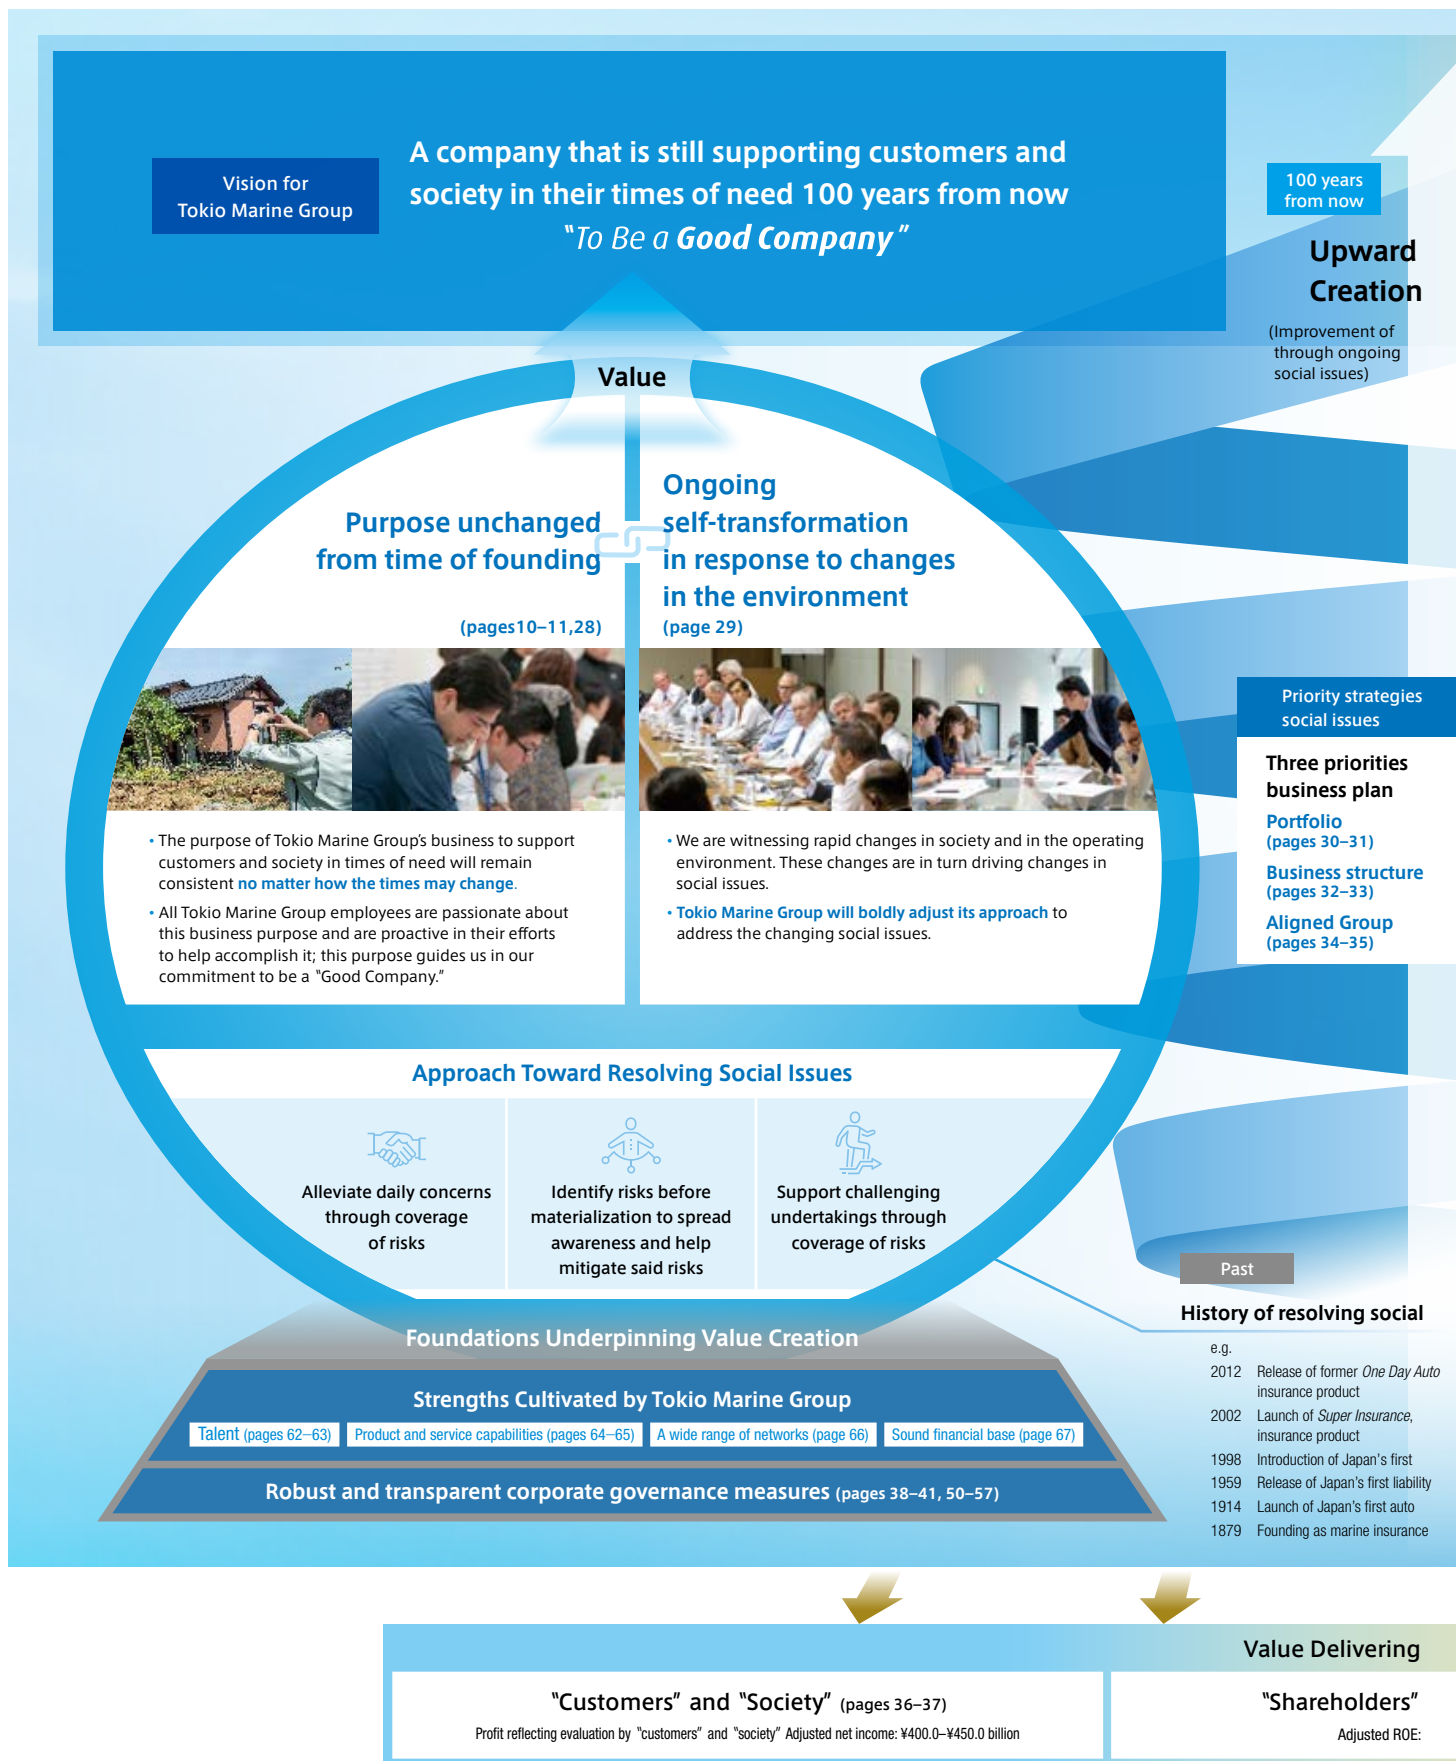 Vision for
Tokio Marine Group
A company that is still supporting customers and
society in their times of need 100 years from now
"To Be a Good Company"
100 years
from now
Upward
Creation
(Improvement of
through ongoing
social issues)
Value
Purpose unchanged
from time of founding
(pages10–11,28)
Ongoing
self-transformation
in response to changes
in the environment
(page 29)
• The purpose of Tokio Marine Group's business to support
customers and society in times of need will remain
consistent no matter how the times may change.
• All Tokio Marine Group employees are passionate about
this business purpose and are proactive in their efforts
to help accomplish it; this purpose guides us in our
commitment to be a "Good Company."
• We are witnessing rapid changes in society and in the operating
environment. These changes are in turn driving changes in
social issues.
• Tokio Marine Group will boldly adjust its approach to
address the changing social issues.
Priority strategies
social issues
Three priorities
business plan
Portfolio
(pages 30–31)
Business structure
(pages 32–33)
Aligned Group
(pages 34–35)
Approach Toward Resolving Social Issues
Alleviate daily concerns
through coverage
of risks
Identify risks before
materialization to spread
awareness and help
mitigate said risks
Support challenging
undertakings through
coverage of risks
Past
History of resolving social
e.g.
2012 Release of former One Day Auto
insurance product
2002 Launch of Super Insurance,
insurance product
1998 Introduction of Japan's first
1959 Release of Japan's first liability
1914 Launch of Japan's first auto
1879 Founding as marine insurance
Foundations Underpinning Value Creation
Strengths Cultivated by Tokio Marine Group
Talent (pages 62–63)
Product and service capabilities (pages 64–65)
A wide range of networks (page 66)
Sound financial base (page 67)
Robust and transparent corporate governance measures (pages 38–41, 50–57)
Value Delivering
"Customers" and "Society" (pages 36–37)
Profit reflecting evaluation by "customers" and "society" Adjusted net income: ¥400.0–¥450.0 billion
"Shareholders"
Adjusted ROE: